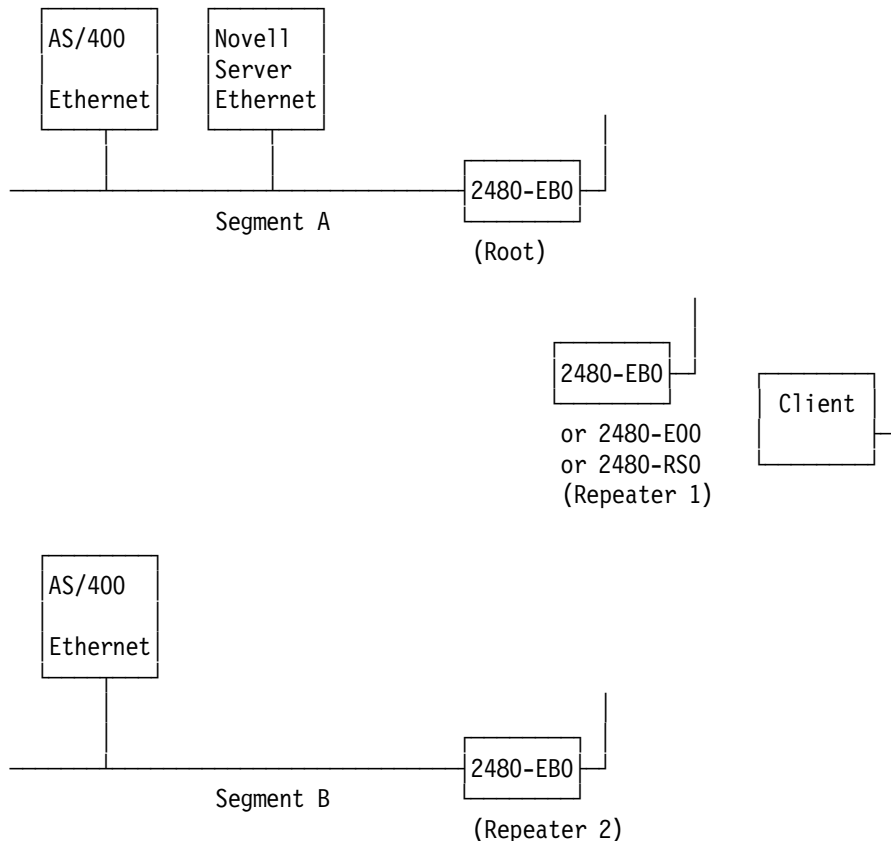 AS/400
Ethernet
Novell
Server
Ethernet
2480-EB0
Segment A
(Root)
2480-EB0
or 2480-E00
or 2480-RS0
(Repeater 1)
Client
AS/400
Ethernet
2480-EB0
Segment B
(Repeater 2)